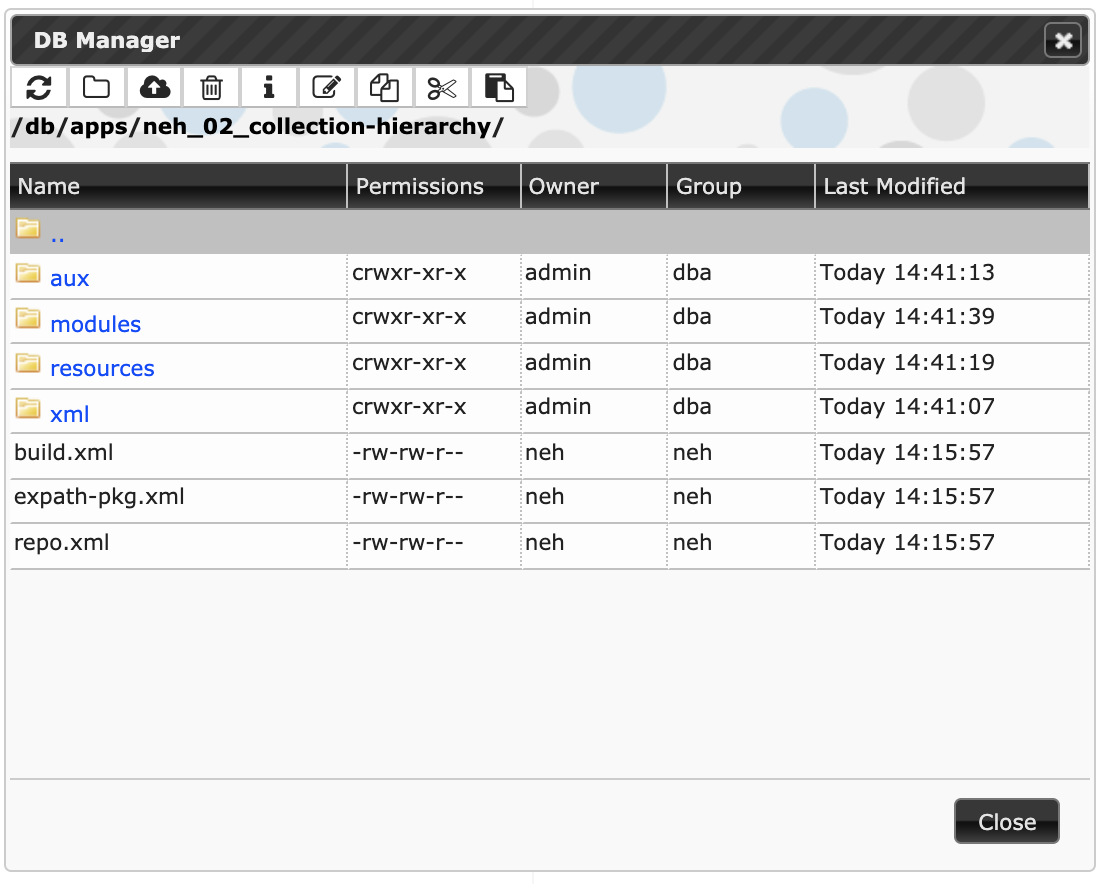 DB Manager
/db/apps/neh_02_collection-hierarchy/
Name Permissions Owner Group Last Modified
..
aux crwxr-xr-x admin dba Today 14:41:13
modules crwxr-xr-x admin dba Today 14:41:39
resources crwxr-xr-x admin dba Today 14:41:19
xml crwxr-xr-x admin dba Today 14:41:07
build.xml -rw-rw-r-- neh neh Today 14:15:57
expath-pkg.xml -rw-rw-r-- neh neh Today 14:15:57
repo.xml -rw-rw-r-- neh neh Today 14:15:57
Close